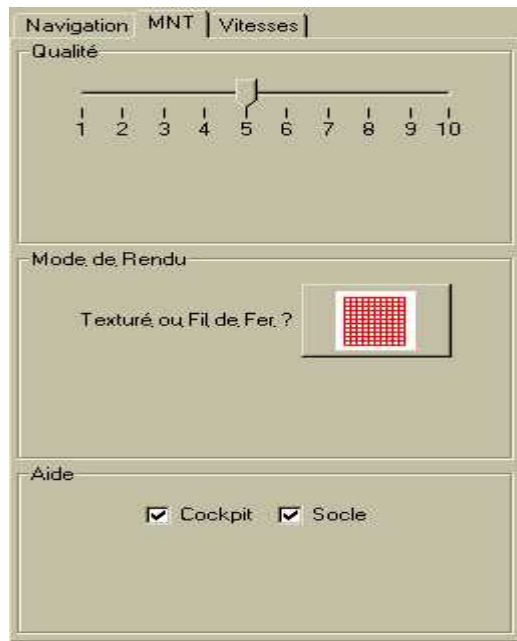 Navigation MNT Vitesses
Qualité
1 2 3 4 5 6 7 8 9 10
Mode de Rendu
Texturé ou Fil de Fer ?
Aide
Cockpit Socle